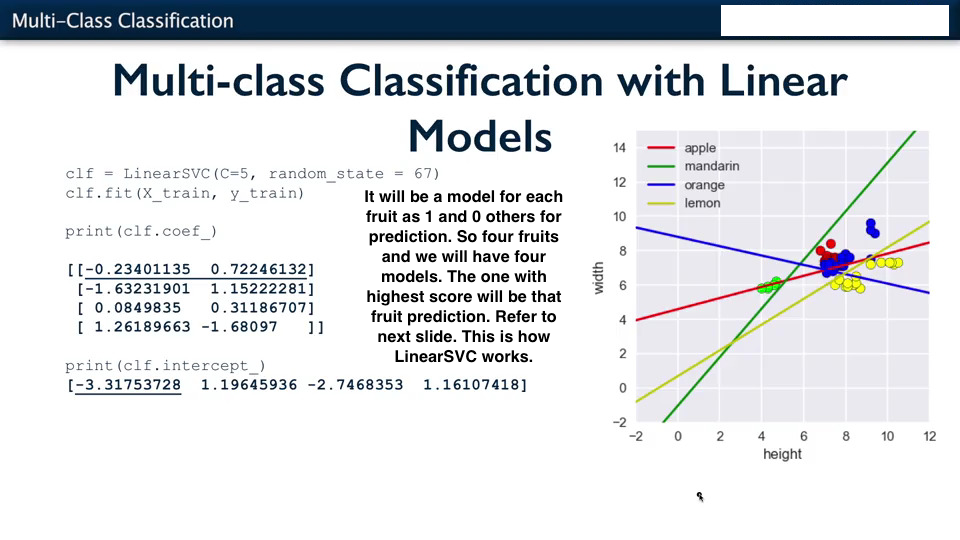 Multi-Class Classification
Multi-class Classification with Linear
Models
clf = LinearSVC(C=5, random_state = 67)
clf.fit(X_train, y_train)
print(clf.coef_)
[[-0.23401135 0.72246132]
[-1.63231901 1.15222281]
[ 0.0849835 0.31186707]
[ 1.26189663 -1.68097 ]]
print(clf.intercept_)
[-3.31753728 1.19645936 -2.7468353 1.16107418]
It will be a model for each
fruit as 1 and 0 others for
prediction. So four fruits
and we will have four
models. The one with
highest score will be that
fruit prediction. Refer to
next slide. This is how
LinearSVC works.
apple
mandarin
orange
lemon
14
12
10
8
6
4
2
0
−2
width
−2 0 2 4 6 8 10 12
height